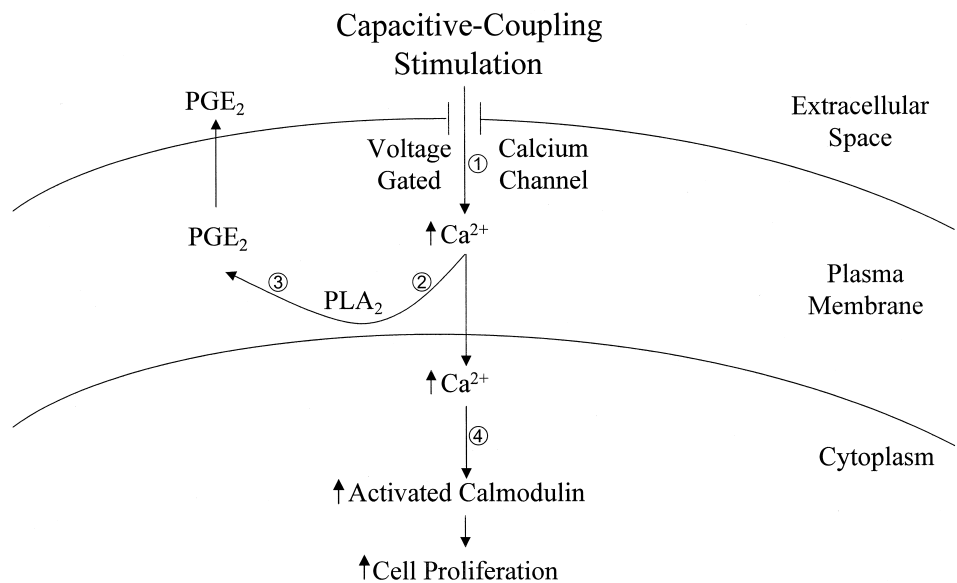 Capacitive-Coupling
Stimulation
PGE₂
Extracellular
Space
Voltage
Gated
①
Calcium
Channel
↑Ca²⁺
PGE₂
③
②
PLA₂
Plasma
Membrane
↑Ca²⁺
④
Cytoplasm
↑Activated Calmodulin
↑Cell Proliferation